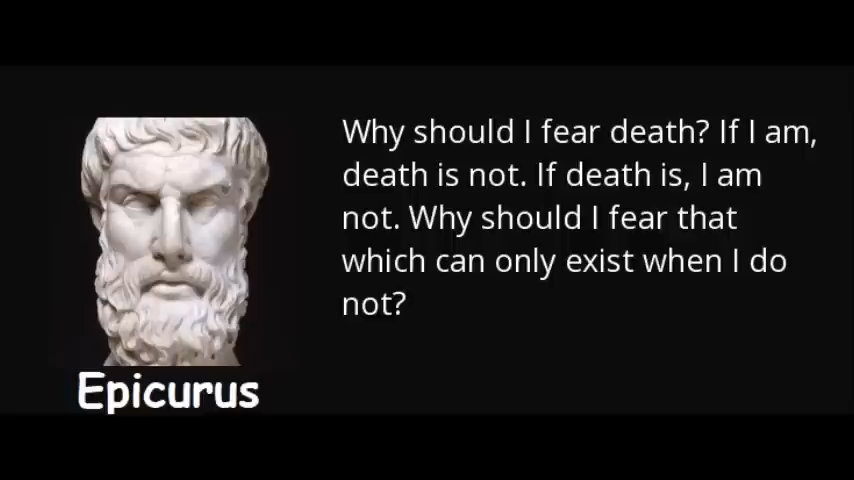 Why should I fear death? If I am,
death is not. If death is, I am
not. Why should I fear that
which can only exist when I do
not?
Epicurus